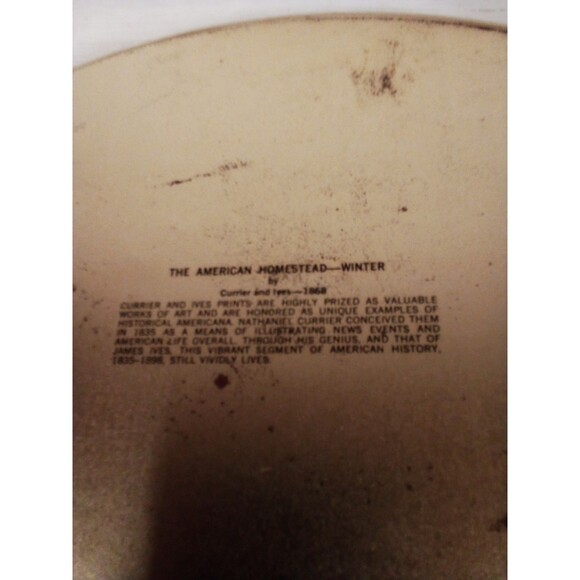 THE AMERICAN HOMESTEAD—WINTER
by
Currier and Ives—1868
CURRIER AND IVES PRINTS ARE HIGHLY PRIZED AS VALUABLE
WORKS OF ART AND ARE HONORED AS UNIQUE EXAMPLES OF
HISTORICAL AMERICANA. NATHANIEL CURRIER CONCEIVED THEM
IN 1835 AS A MEANS OF ILLUSTRATING NEWS EVENTS AND
AMERICAN LIFE OVERALL. THROUGH HIS GENIUS, AND THAT OF
JAMES IVES, THIS VIBRANT SEGMENT OF AMERICAN HISTORY,
1835-1898, STILL VIVIDLY LIVES.